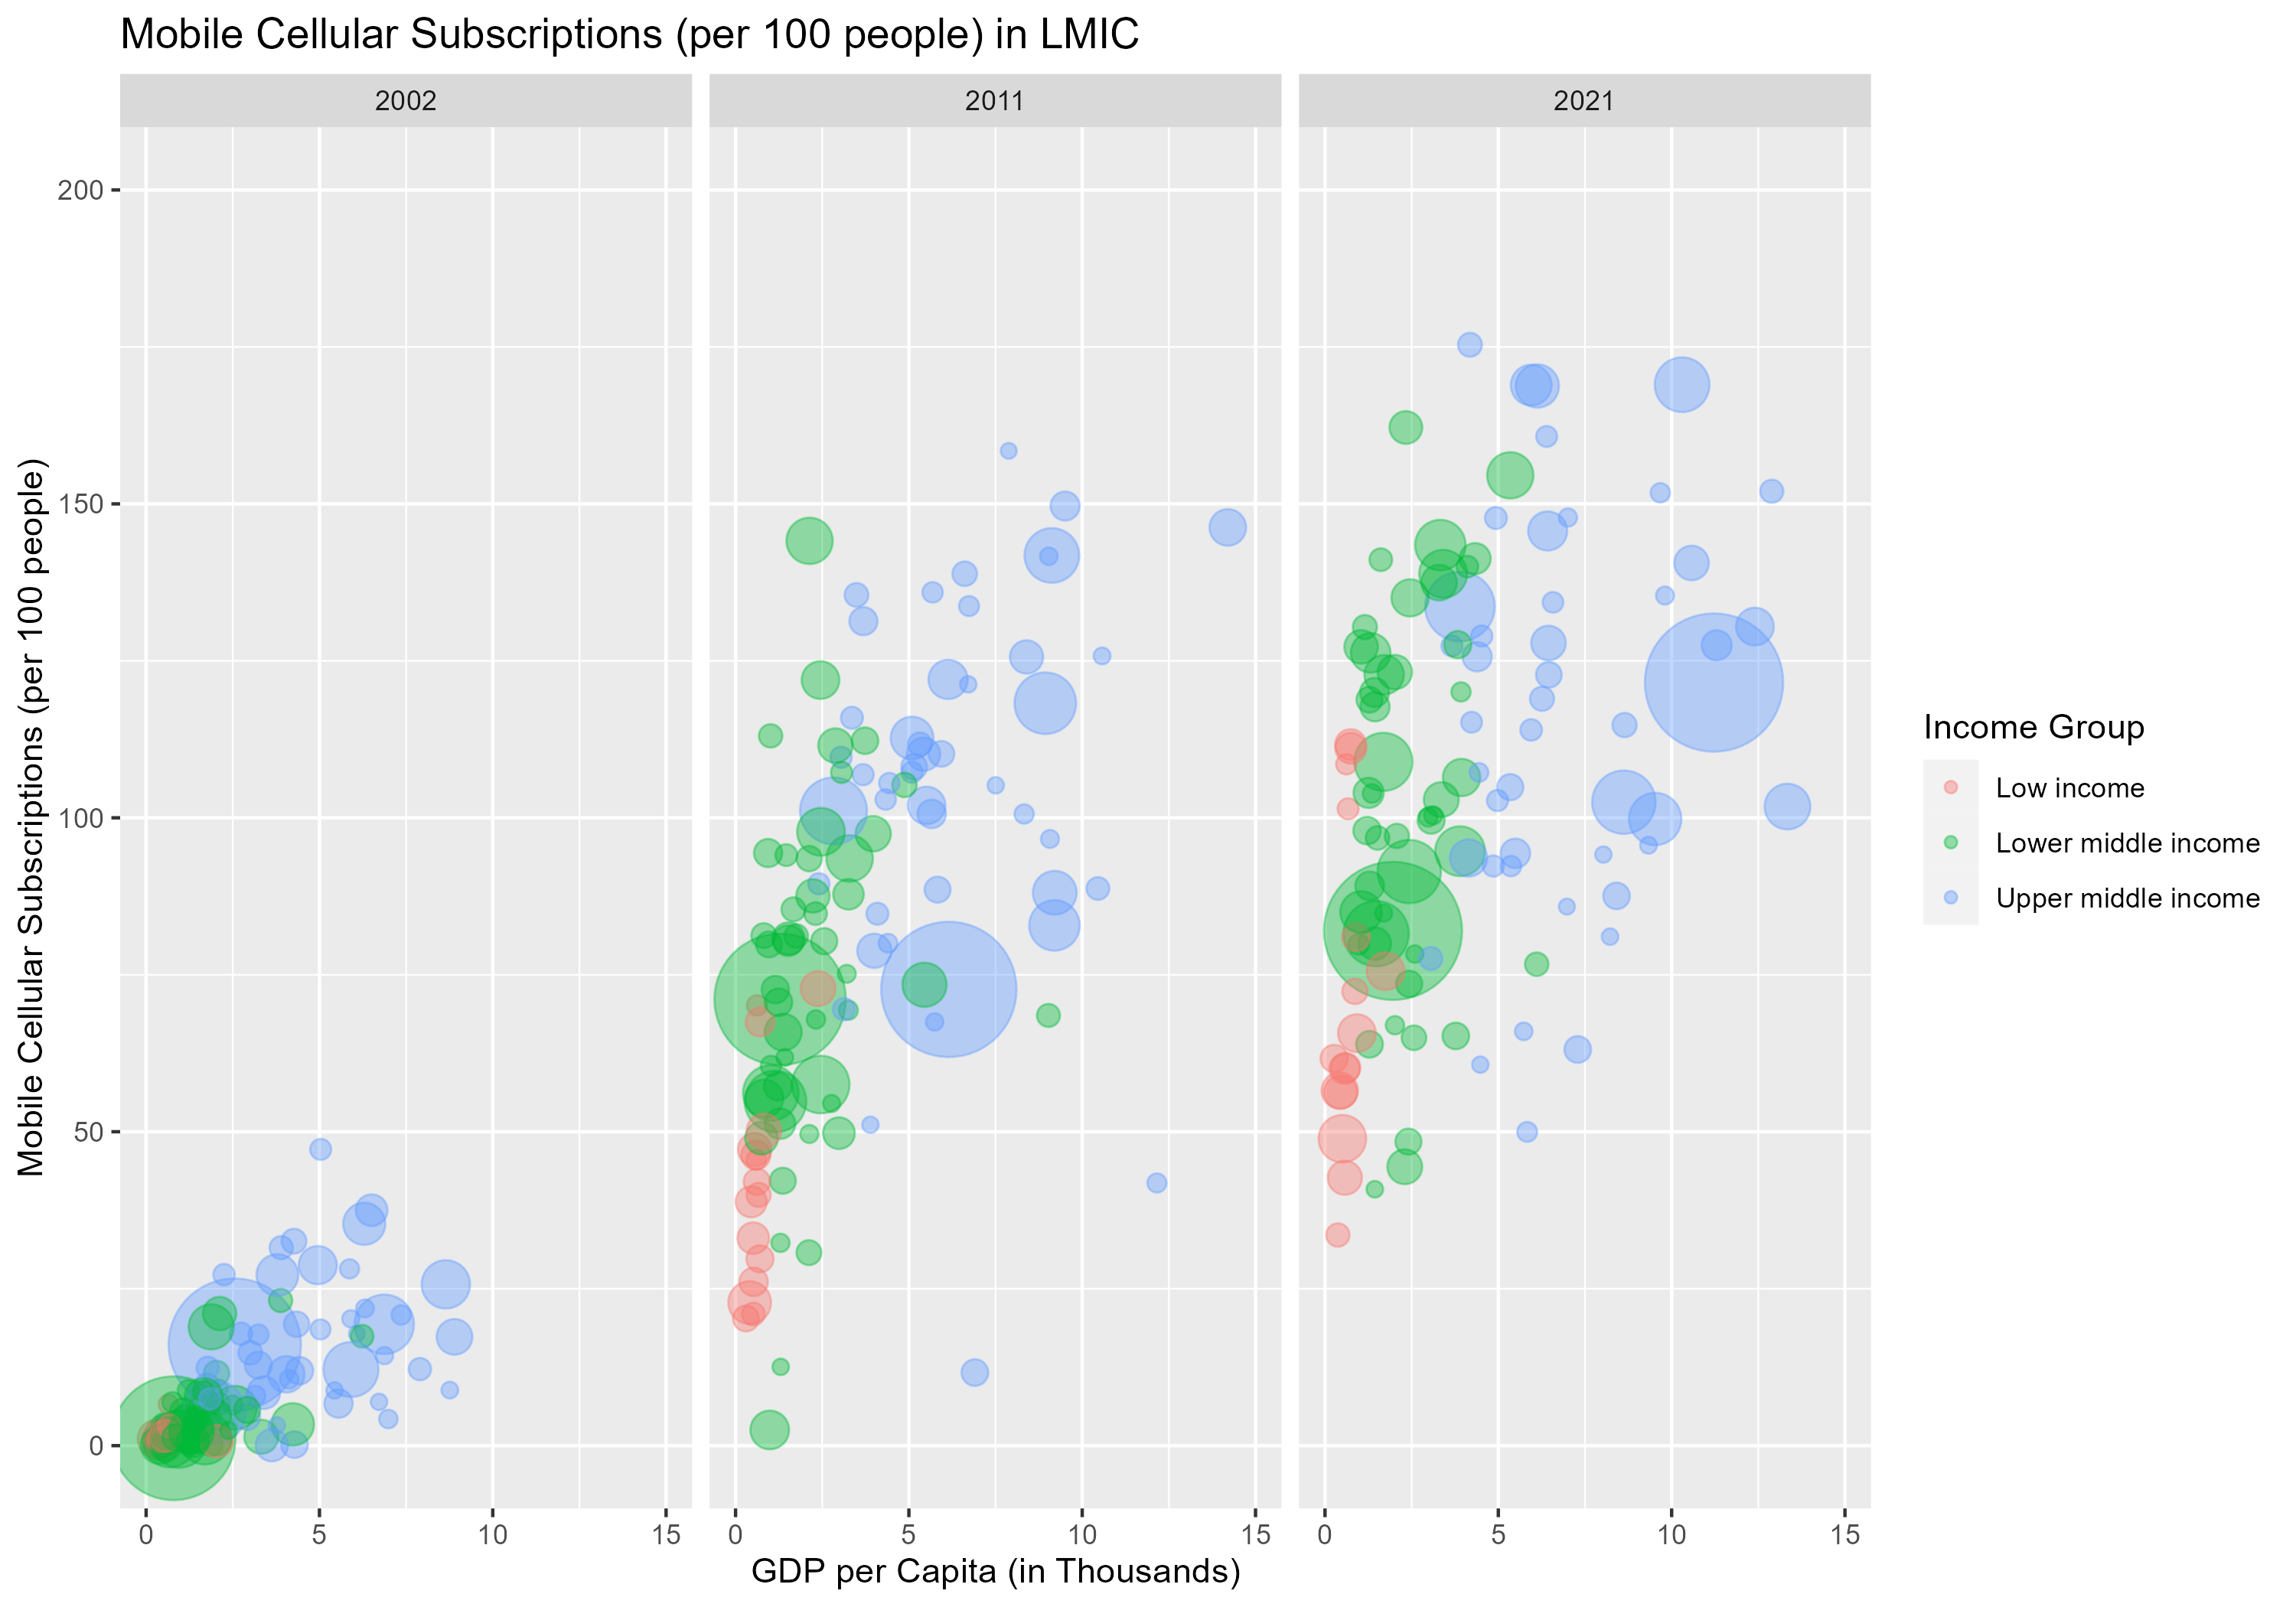 Mobile Cellular Subscriptions (per 100 people) in LMIC
2002
2011
2021
Mobile Cellular Subscriptions (per 100 people)
200
150
100
50
0
0 5 10 15
0 5 10 15
0 5 10 15
GDP per Capita (in Thousands)
Income Group
Low income
Lower middle income
Upper middle income